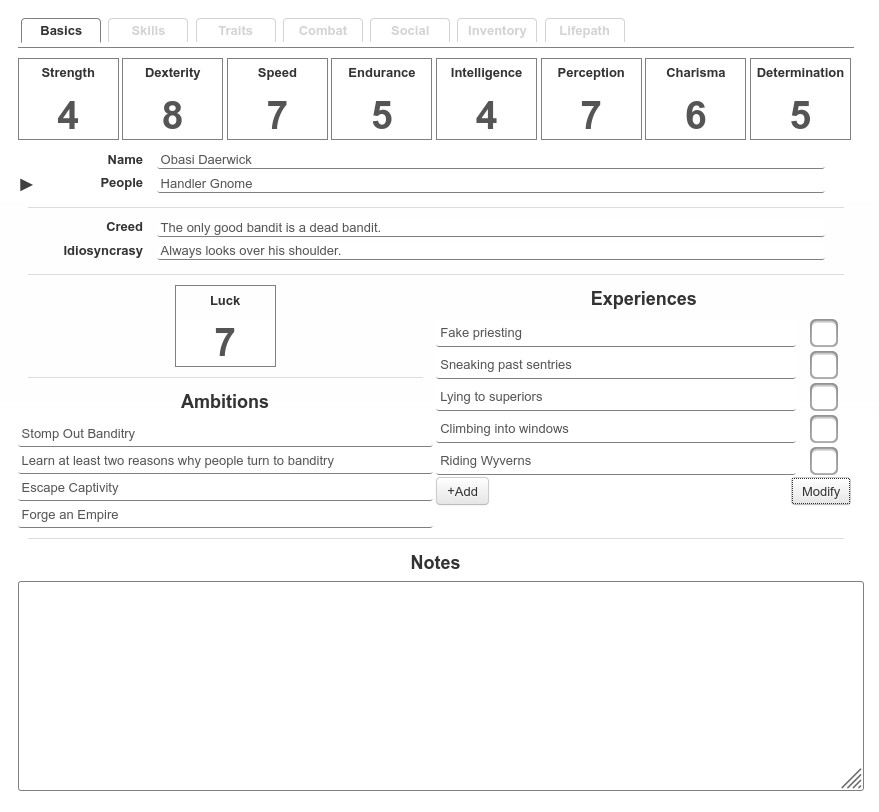 Basics Skills Traits Combat Social Inventory Lifepath
Strength Dexterity Speed Endurance Intelligence Perception Charisma Determination
4 8 7 5 4 7 6 5
Name Obasi Daerwick
People Handler Gnome
Creed The only good bandit is a dead bandit.
Idiosyncrasy Always looks over his shoulder.
Luck
7
Ambitions
Stomp Out Banditry
Learn at least two reasons why people turn to banditry
Escape Captivity
Forge an Empire
Experiences
Fake priesting
Sneaking past sentries
Lying to superiors
Climbing into windows
Riding Wyverns
+Add Modify
Notes